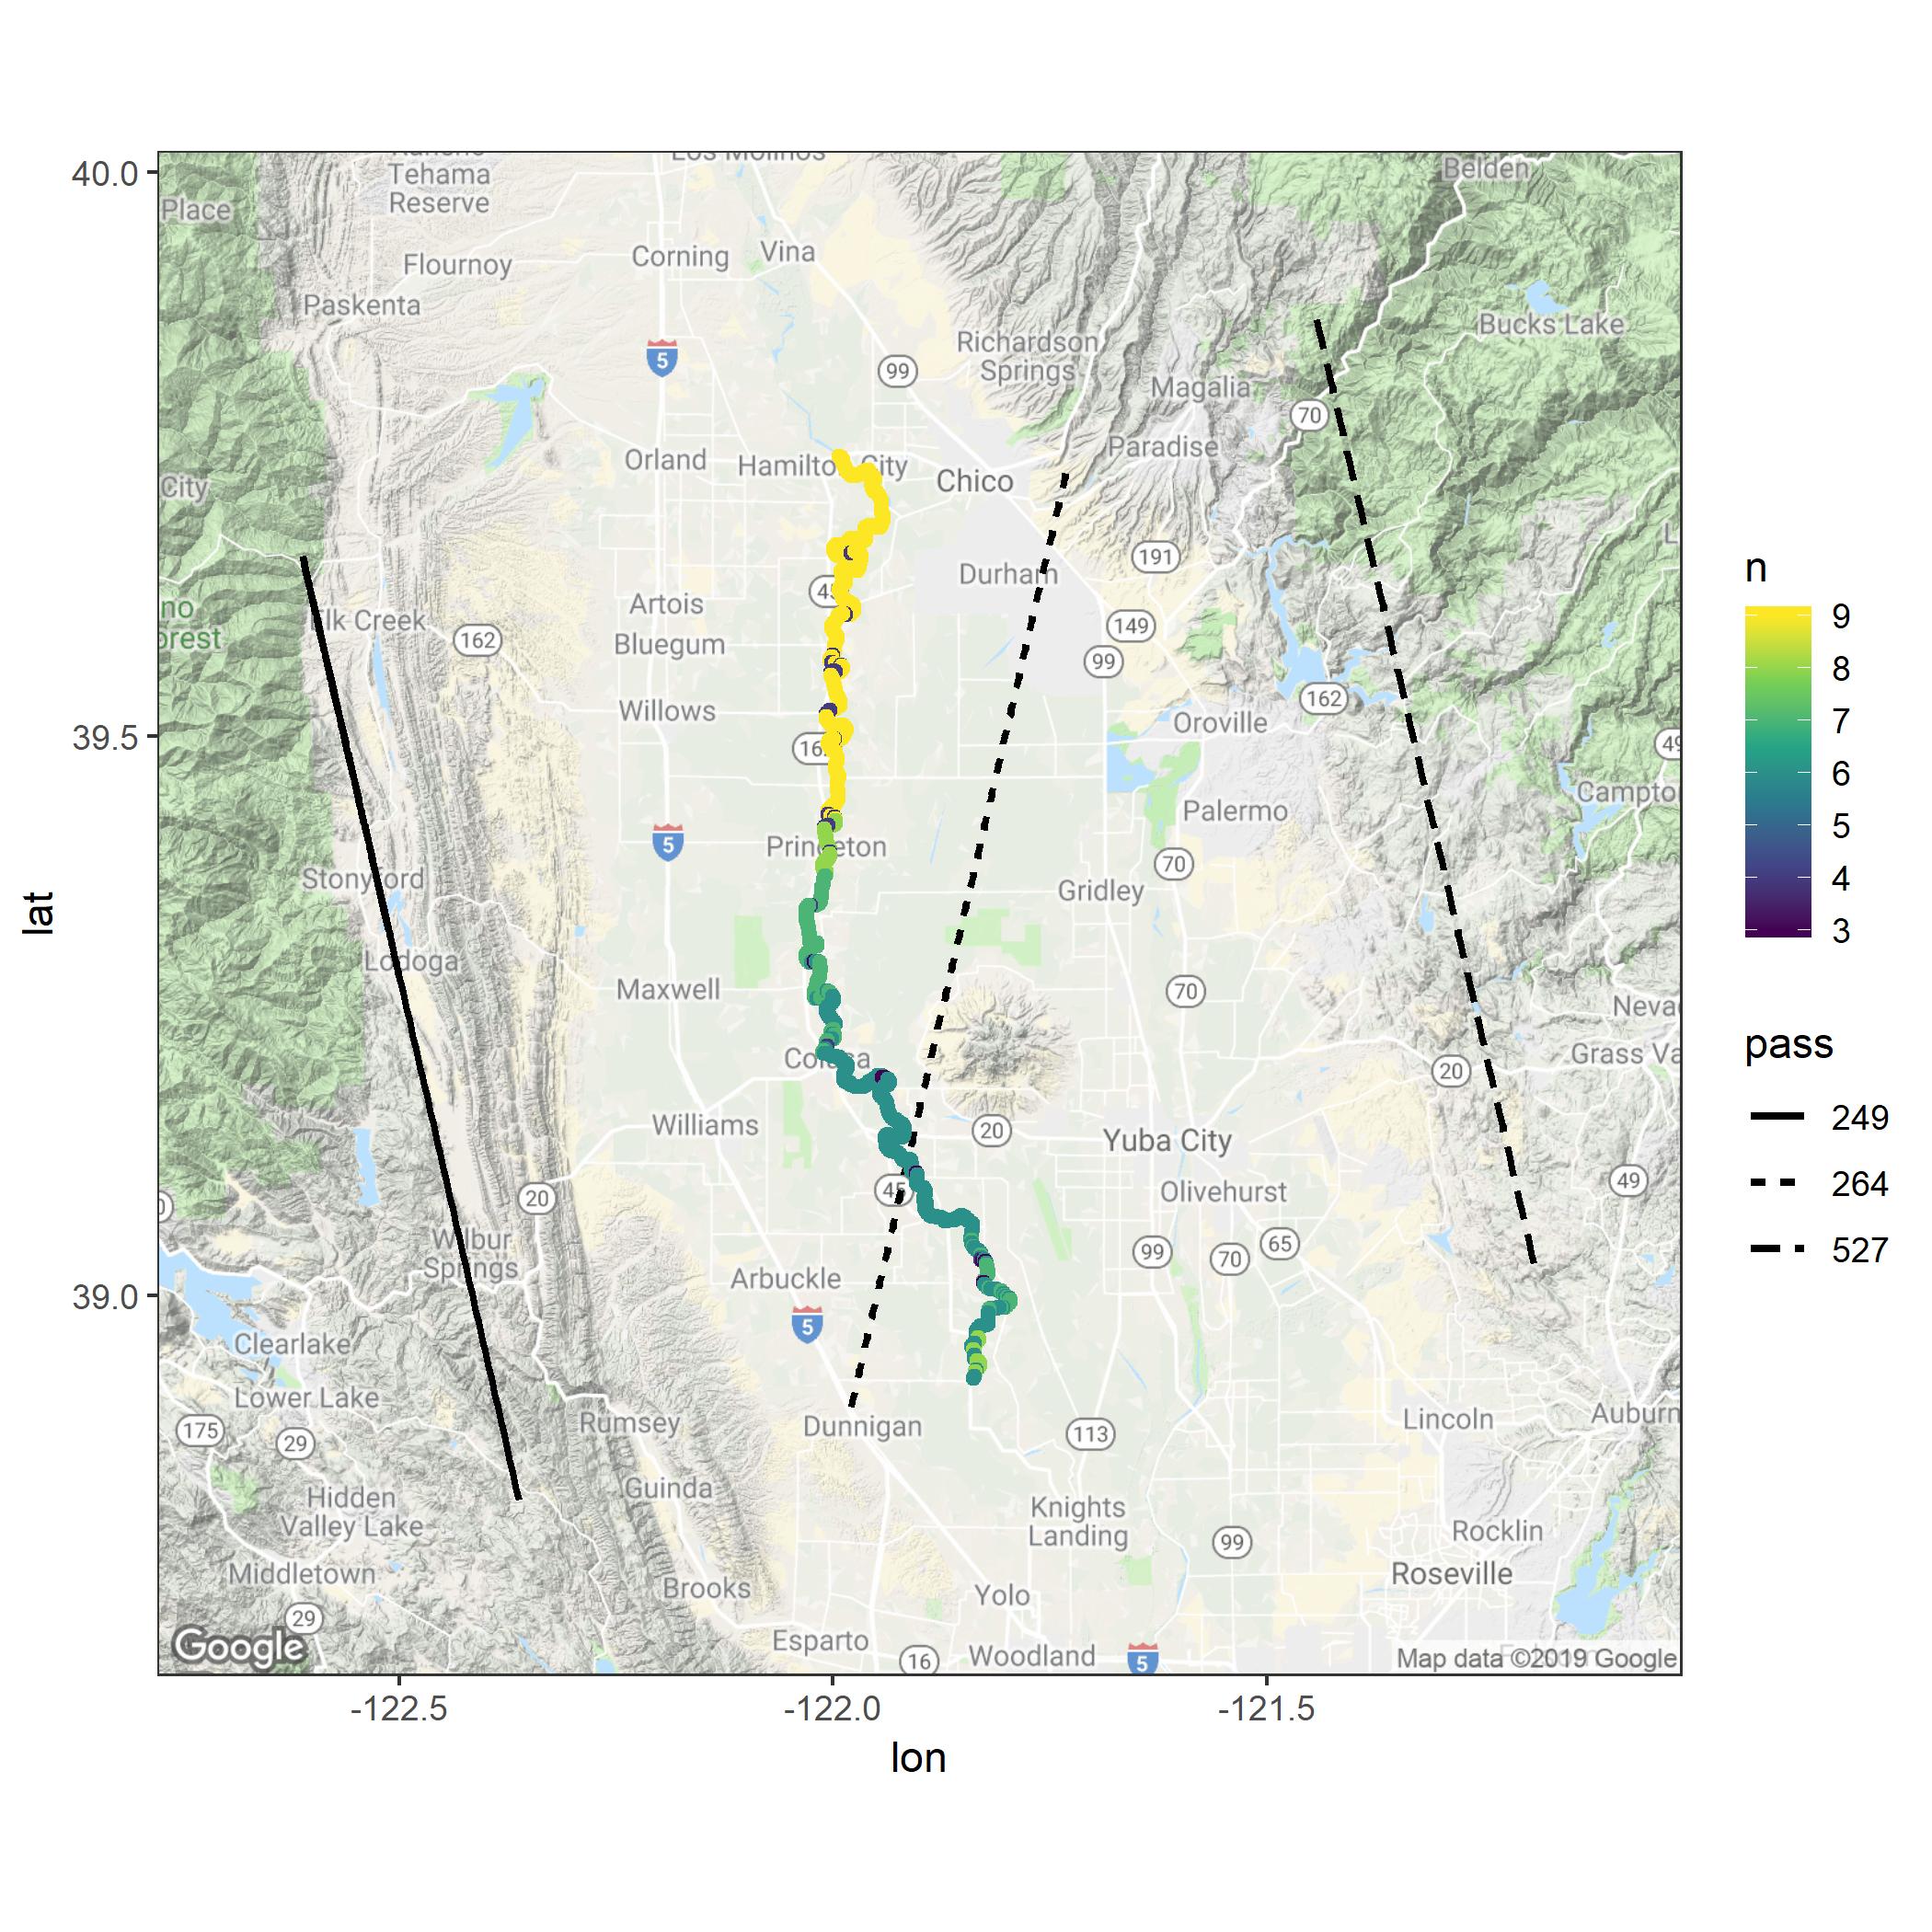 Tehama
Reserve
Los Molinos
Belden
Place
Corning
Vina
Flournoy
Paskenta
Bucks Lake
Richardson
Springs
5
99
Magalia
70
Paradise
Orland
Hamilton City
Chico
City
Durham
191
Artois
45
Elk Creek
162
149
Bluegum
99
Willows
162
Oroville
49
16
Palermo
Campto
5
Princeton
70
Stonyford
Gridley
Lodoga
Maxwell
70
Neva
Colusa
20
Grass Va
Williams
20
Yuba City
49
20
45
Olivehurst
Wilbur
Springs
99
70
65
Arbuckle
5
Clearlake
Lower Lake
175
29
Rumsey
Dunnigan
113
Lincoln
Auburn
Hidden
Valley Lake
Guinda
Knights
Landing
99
Rocklin
Middletown
Roseville
Brooks
Yolo
29
Google
Esparto
16
Woodland
5
Map data ©2019 Google
40.0
39.5
39.0
lat
-122.5
-122.0
-121.5
lon
n
9
8
7
6
5
4
3
pass
249
264
527